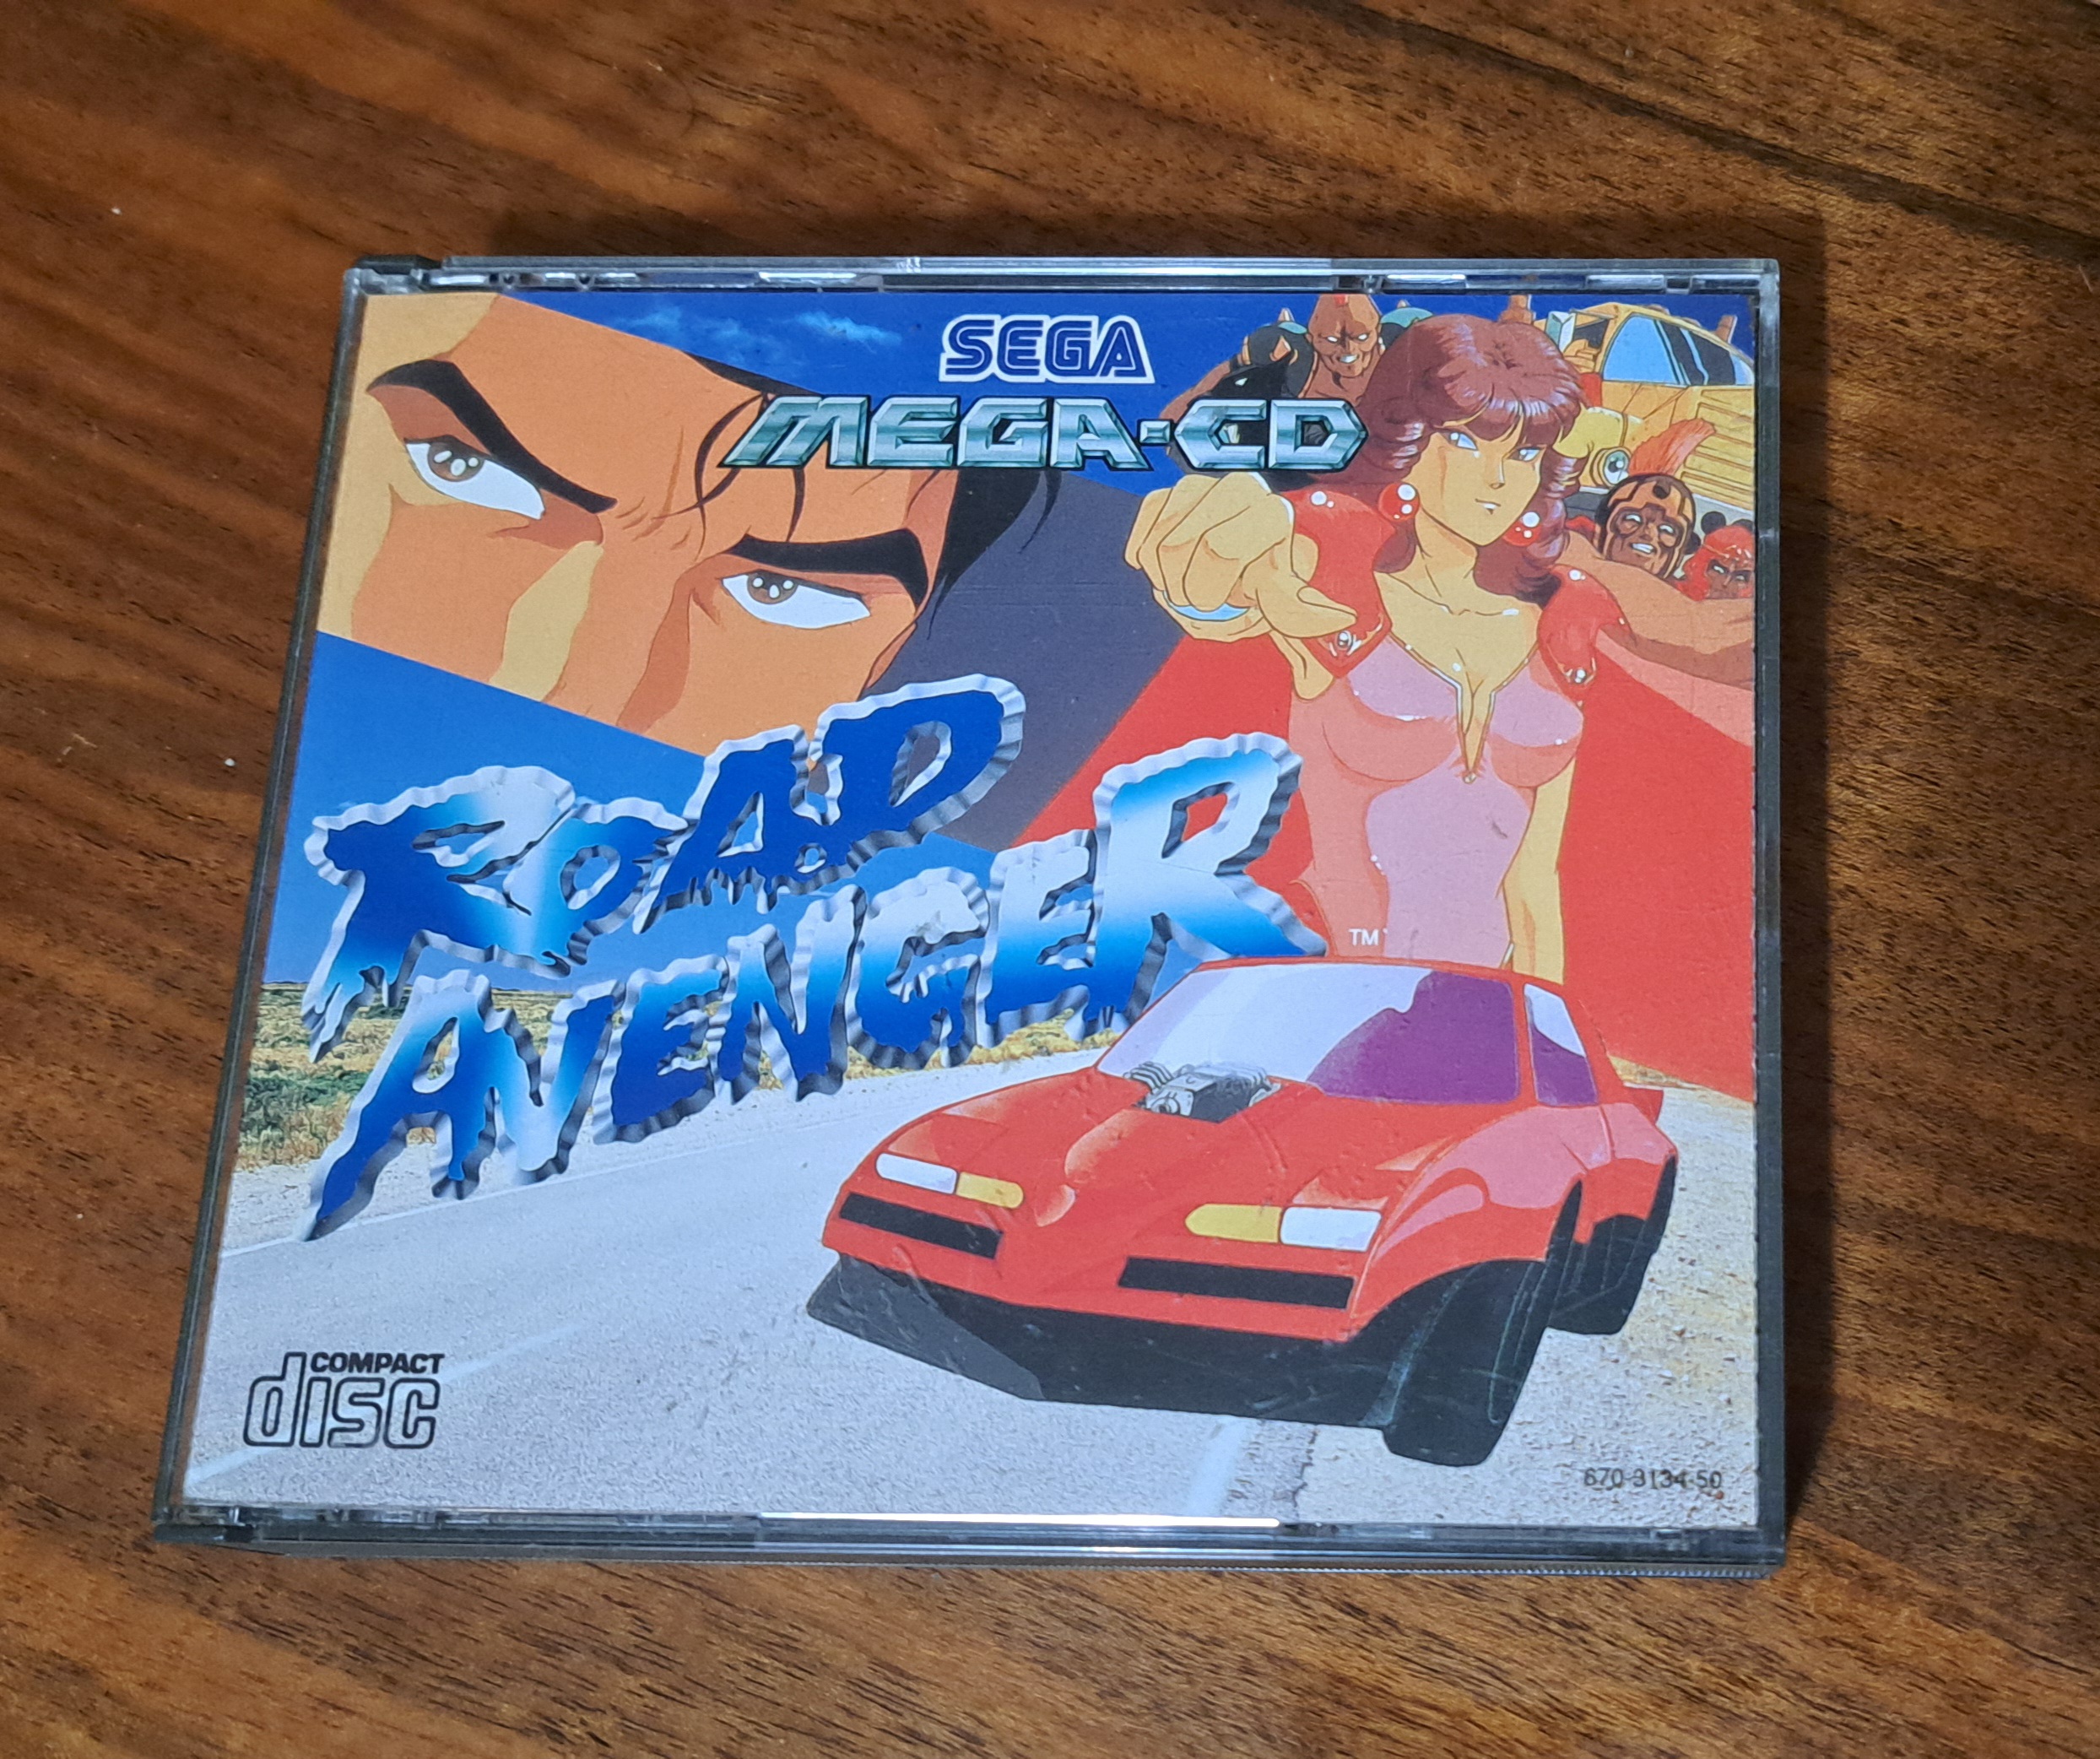 SEGA
MEGA-CD
ROAD
AVENGER
TM
COMPACT
disc
670-3134-50